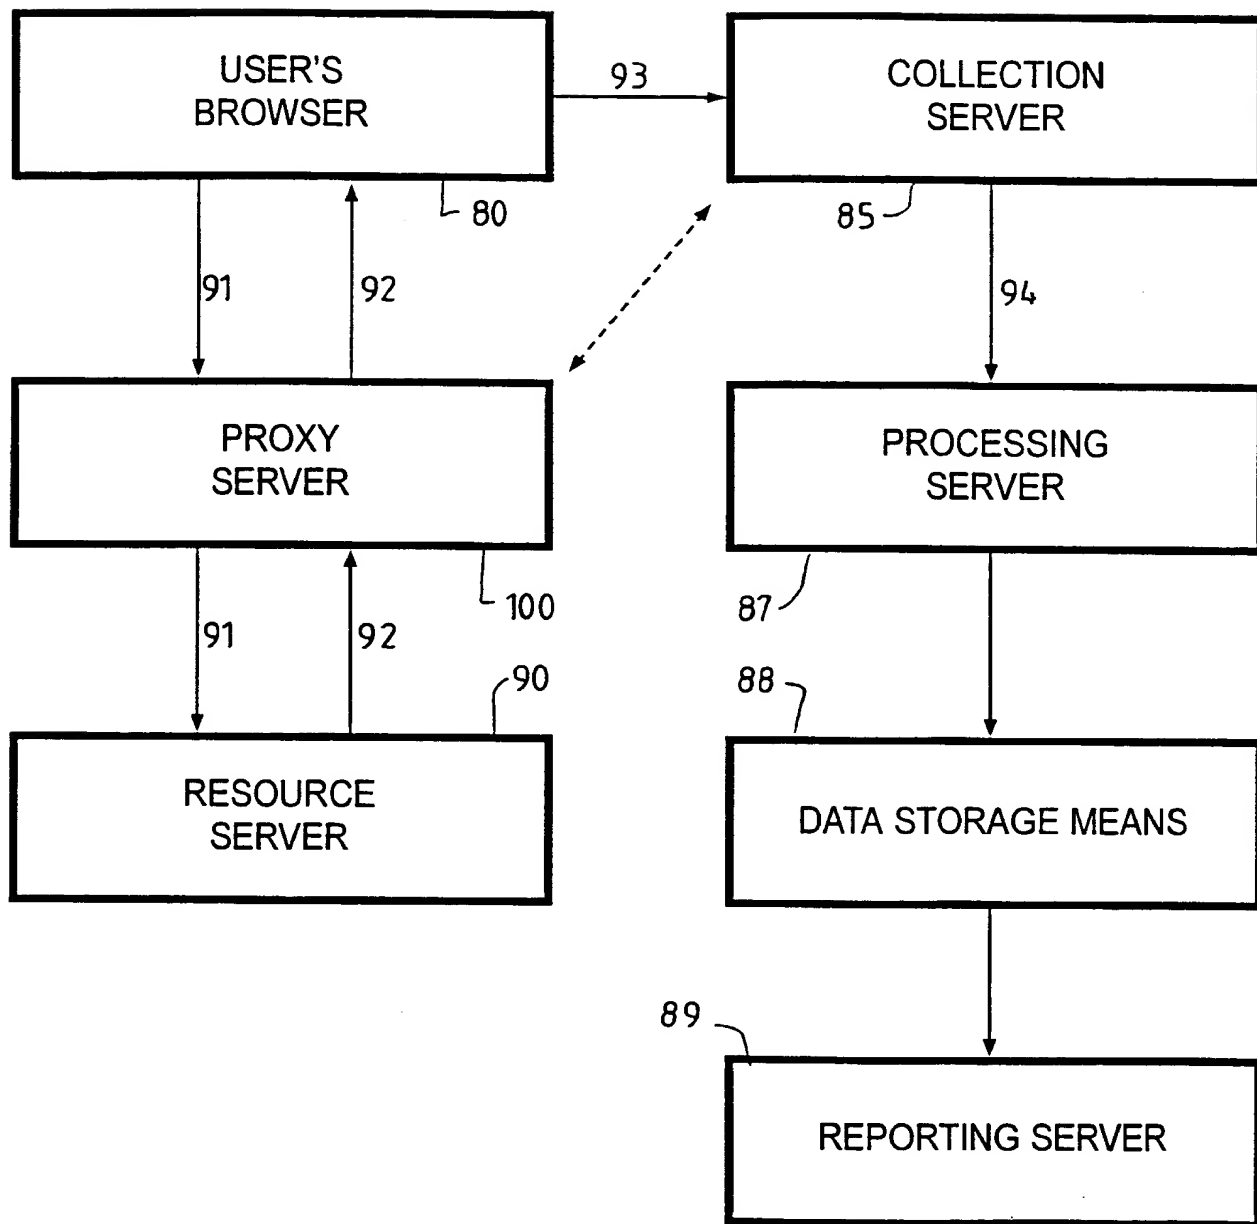 USER'S
BROWSER
93
COLLECTION
SERVER
80
85
91
92
94
PROXY
SERVER
PROCESSING
SERVER
100
87
91
92
90
88
RESOURCE
SERVER
DATA STORAGE MEANS
89
REPORTING SERVER